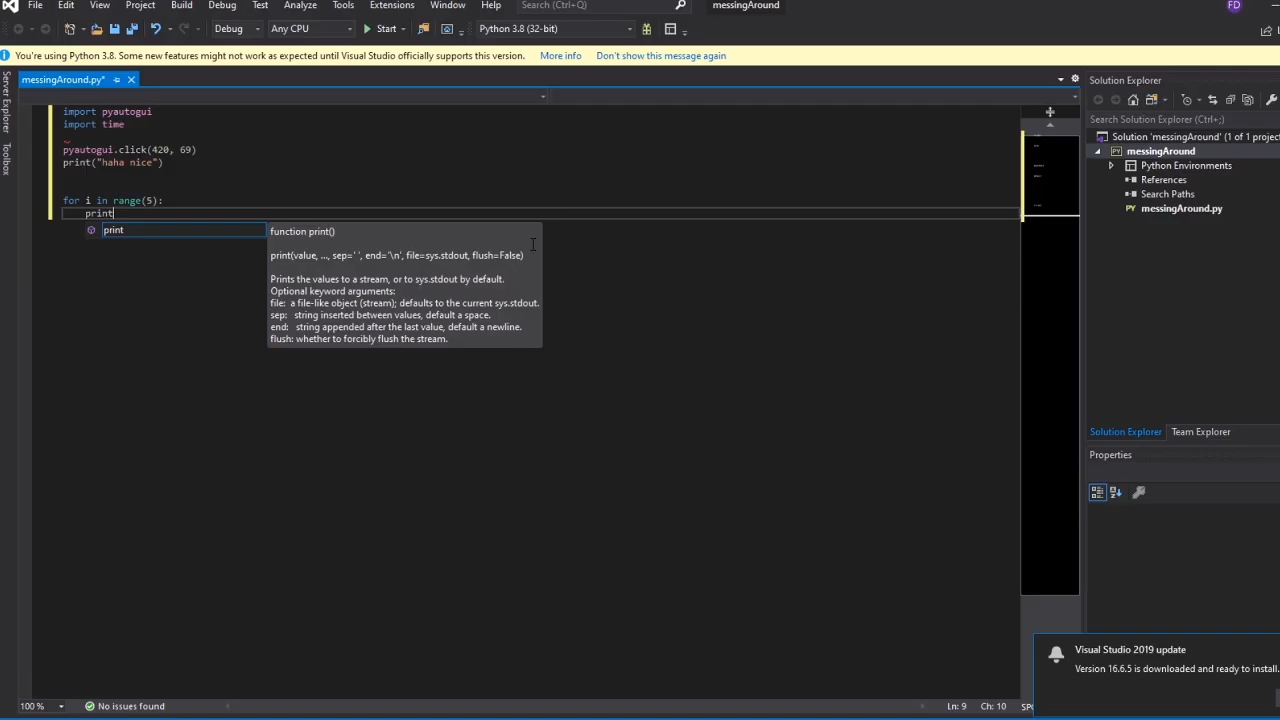 File Edit View Project Build Debug Test Analyze Tools Extensions Window Help Search (Ctrl+Q) messingAround FD
Debug Any CPU Start Python 3.8 (32-bit)
You're using Python 3.8. Some new features might not work as expected until Visual Studio officially supports this version. More info Don't show this message again
Server Explorer
Toolbox
messingAround.py*
import pyautogui
import time
pyautogui.click(420, 69)
print("haha nice")
for i in range(5):
print
print
function print()
print(value, ..., sep=' ', end='\n', file=sys.stdout, flush=False)
Prints the values to a stream, or to sys.stdout by default.
Optional keyword arguments:
file: a file-like object (stream); defaults to the current sys.stdout.
sep: string inserted between values, default a space.
end: string appended after the last value, default a newline.
flush: whether to forcibly flush the stream.
Solution Explorer
Search Solution Explorer (Ctrl+;)
Solution 'messingAround' (1 of 1 project)
messingAround
Python Environments
References
Search Paths
messingAround.py
Solution Explorer Team Explorer
Properties
Visual Studio 2019 update
Version 16.6.5 is downloaded and ready to install.
100 % No issues found Ln: 9 Ch: 10